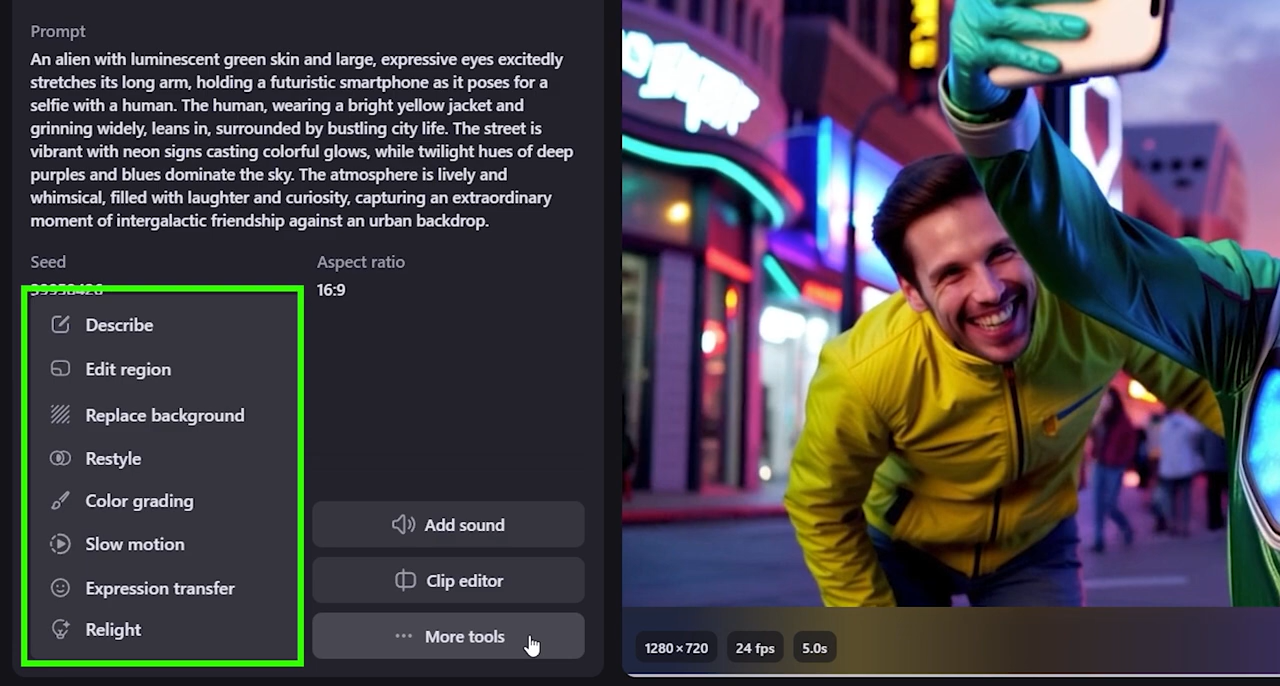 Prompt
An alien with luminescent green skin and large, expressive eyes excitedly
stretches its long arm, holding a futuristic smartphone as it poses for a
selfie with a human. The human, wearing a bright yellow jacket and
grinning widely, leans in, surrounded by bustling city life. The street is
vibrant with neon signs casting colorful glows, while twilight hues of deep
purples and blues dominate the sky. The atmosphere is lively and
whimsical, filled with laughter and curiosity, capturing an extraordinary
moment of intergalactic friendship against an urban backdrop.
Seed
Aspect ratio
16:9
Describe
Edit region
Replace background
Restyle
Color grading
Slow motion
Expression transfer
Relight
Add sound
Clip editor
More tools
1280×720
24 fps
5.0s